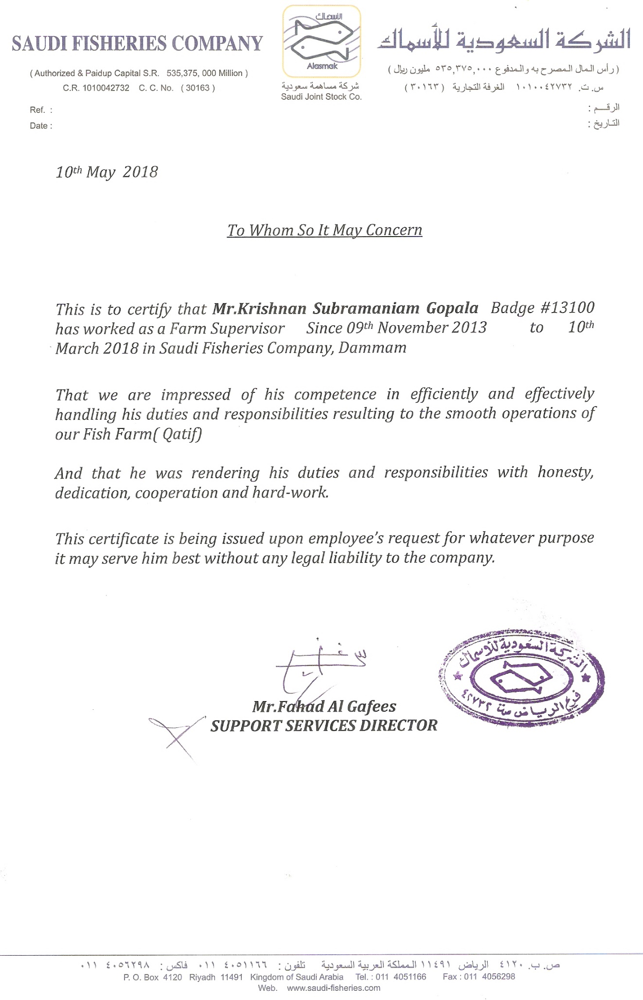 SAUDI FISHERIES COMPANY
( Authorized & Paidup Capital S.R. 535,375, 000 Million )
C.R. 1010042732 C. C. No. ( 30163 )
الأسماك
Alasmak
شركة مساهمة سعودية
Saudi Joint Stock Co.
الشركة السعودية للأسماك
( رأس المال المصرح به والمدفوع ٥٣٥,٣٧٥,٠٠٠ مليون ريال )
س. ت. ١٠١٠٠٤٢٧٣٢ الغرفة التجارية ( ٣٠١٦٣ )
Ref. :
Date :
الرقـــم :
التـاريخ :
10th May 2018
To Whom So It May Concern
This is to certify that Mr.Krishnan Subramaniam Gopala Badge #13100
has worked as a Farm Supervisor Since 09th November 2013 to 10th
March 2018 in Saudi Fisheries Company, Dammam
That we are impressed of his competence in efficiently and effectively
handling his duties and responsibilities resulting to the smooth operations of
our Fish Farm( Qatif)
And that he was rendering his duties and responsibilities with honesty,
dedication, cooperation and hard-work.
This certificate is being issued upon employee's request for whatever purpose
it may serve him best without any legal liability to the company.
الشركة السعودية للأسماك
فرع الرياض ست ٤٢٧٣٢
Mr.Fahad Al Gafees
SUPPORT SERVICES DIRECTOR
ص. ب. ٤١٢٠ الرياض ١١٤٩١ المملكة العربية السعودية تلفون : ٤٠٥١١٦٦ ٠١١ فاكس : ٤٠٥٦٢٩٨ ٠١١
P. O. Box 4120 Riyadh 11491 Kingdom of Saudi Arabia Tel. : 011 4051166 Fax : 011 4056298
Web. www.saudi-fisheries.com